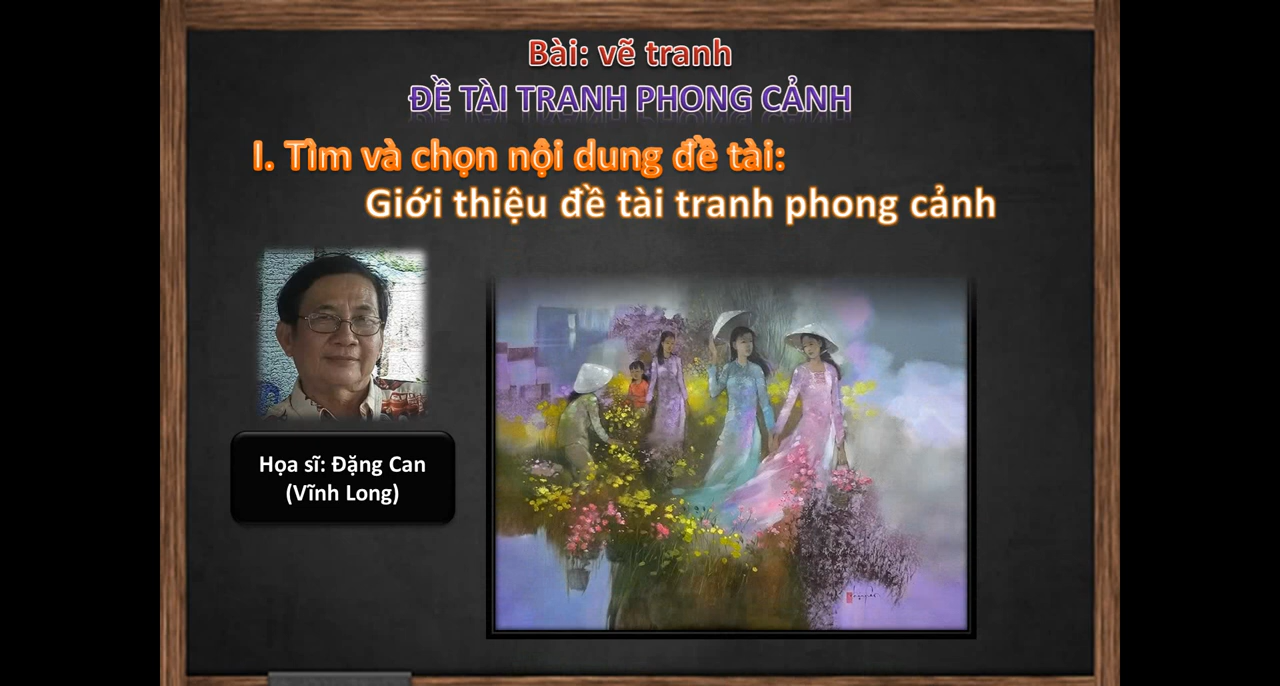 Bài: vẽ tranh
ĐỀ TÀI TRANH PHONG CẢNH
I. Tìm và chọn nội dung đề tài:
Giới thiệu đề tài tranh phong cảnh
Họa sĩ: Đặng Can
(Vĩnh Long)